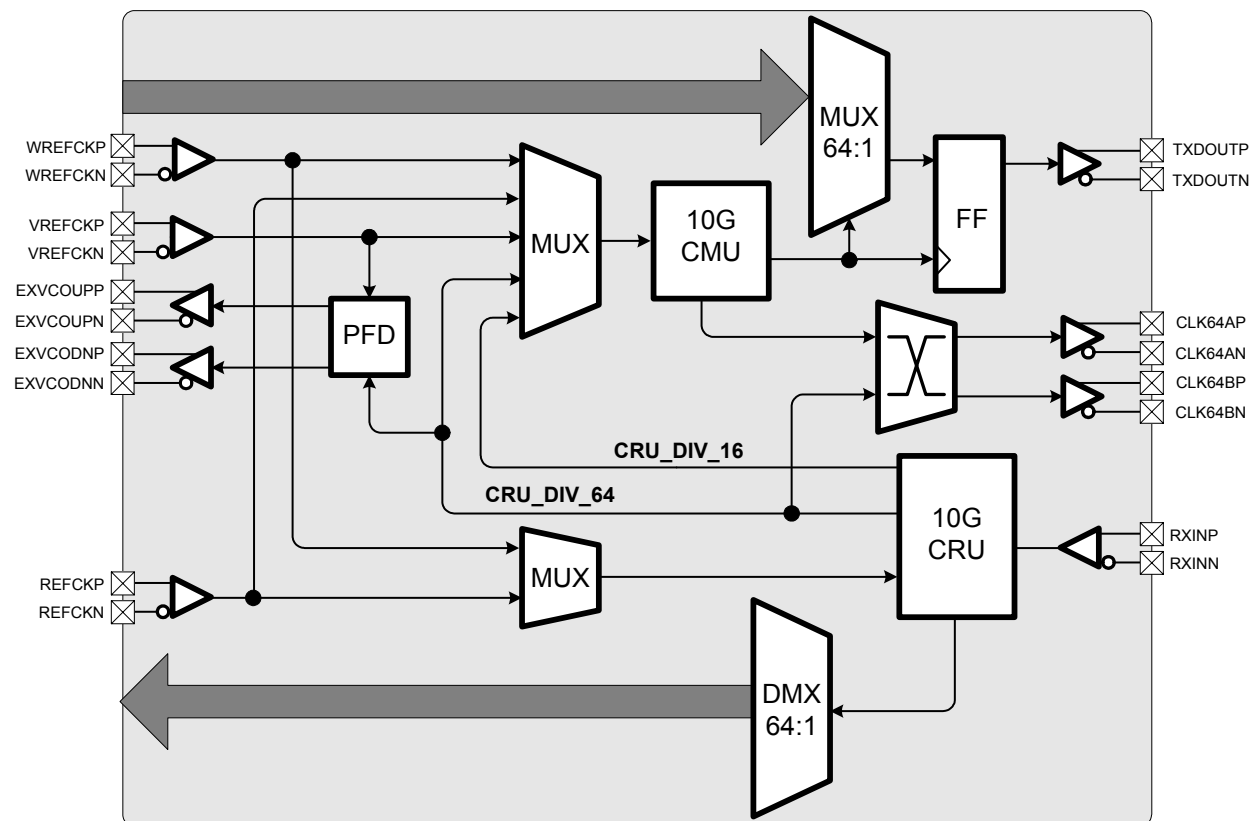 MUX
64:1
WREFCKP
WREFCKN
TXDOUTP
TXDOUTN
VREFCKP
VREFCKN
MUX
10G
CMU
FF
EXVCOUPP
EXVCOUPN
EXVCODNP
EXVCODNN
PFD
CLK64AP
CLK64AN
CLK64BP
CLK64BN
CRU_DIV_16
CRU_DIV_64
10G
CRU
RXINP
RXINN
MUX
REFCKP
REFCKN
DMX
64:1